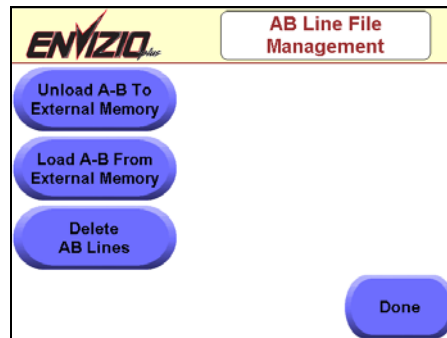 ENVIZIO plus
AB Line File
Management
Unload A-B To
External Memory
Load A-B From
External Memory
Delete
AB Lines
Done